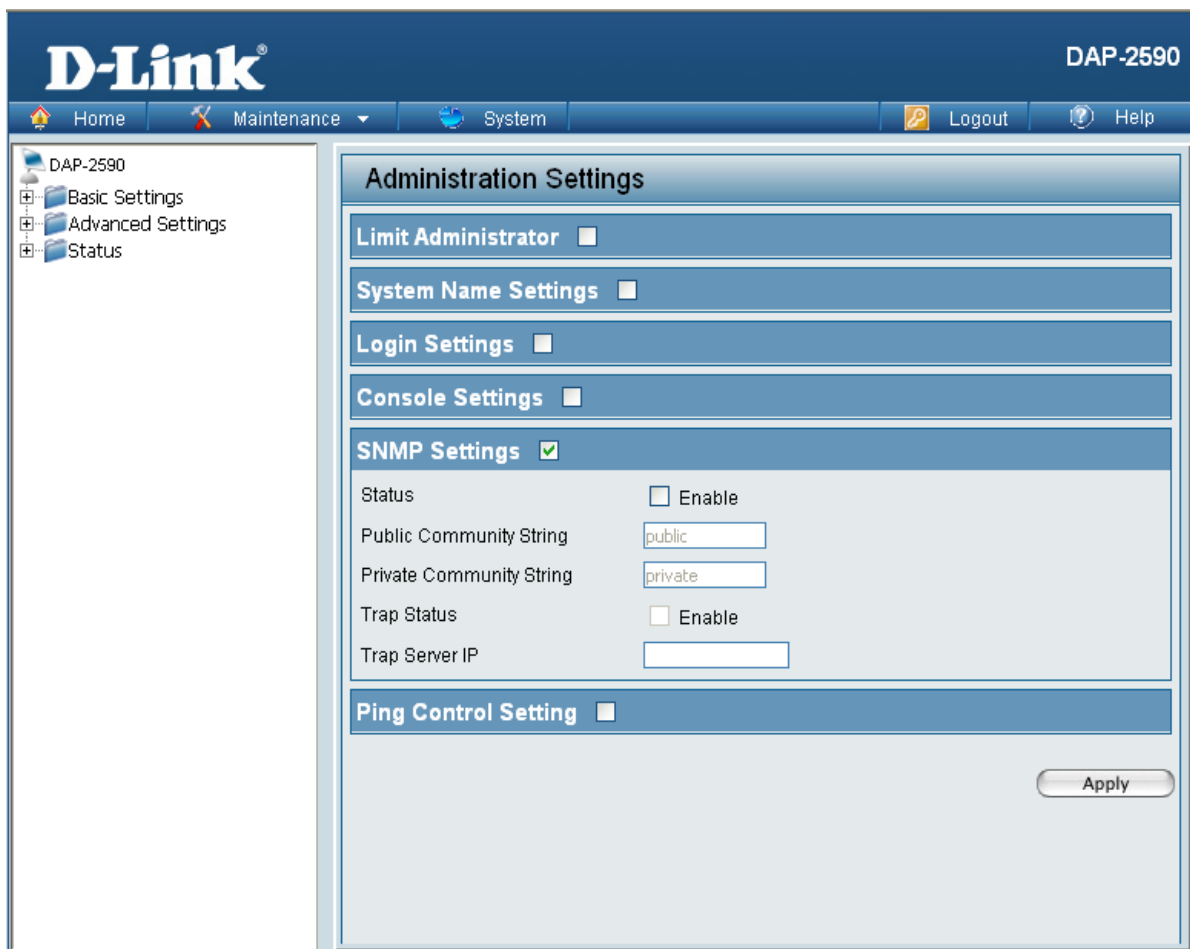 D-Link®
DAP-2590
Home Maintenance System Logout Help
DAP-2590
Basic Settings
Advanced Settings
Status
Administration Settings
Limit Administrator
System Name Settings
Login Settings
Console Settings
SNMP Settings
Status Enable
Public Community String public
Private Community String private
Trap Status Enable
Trap Server IP
Ping Control Setting
Apply